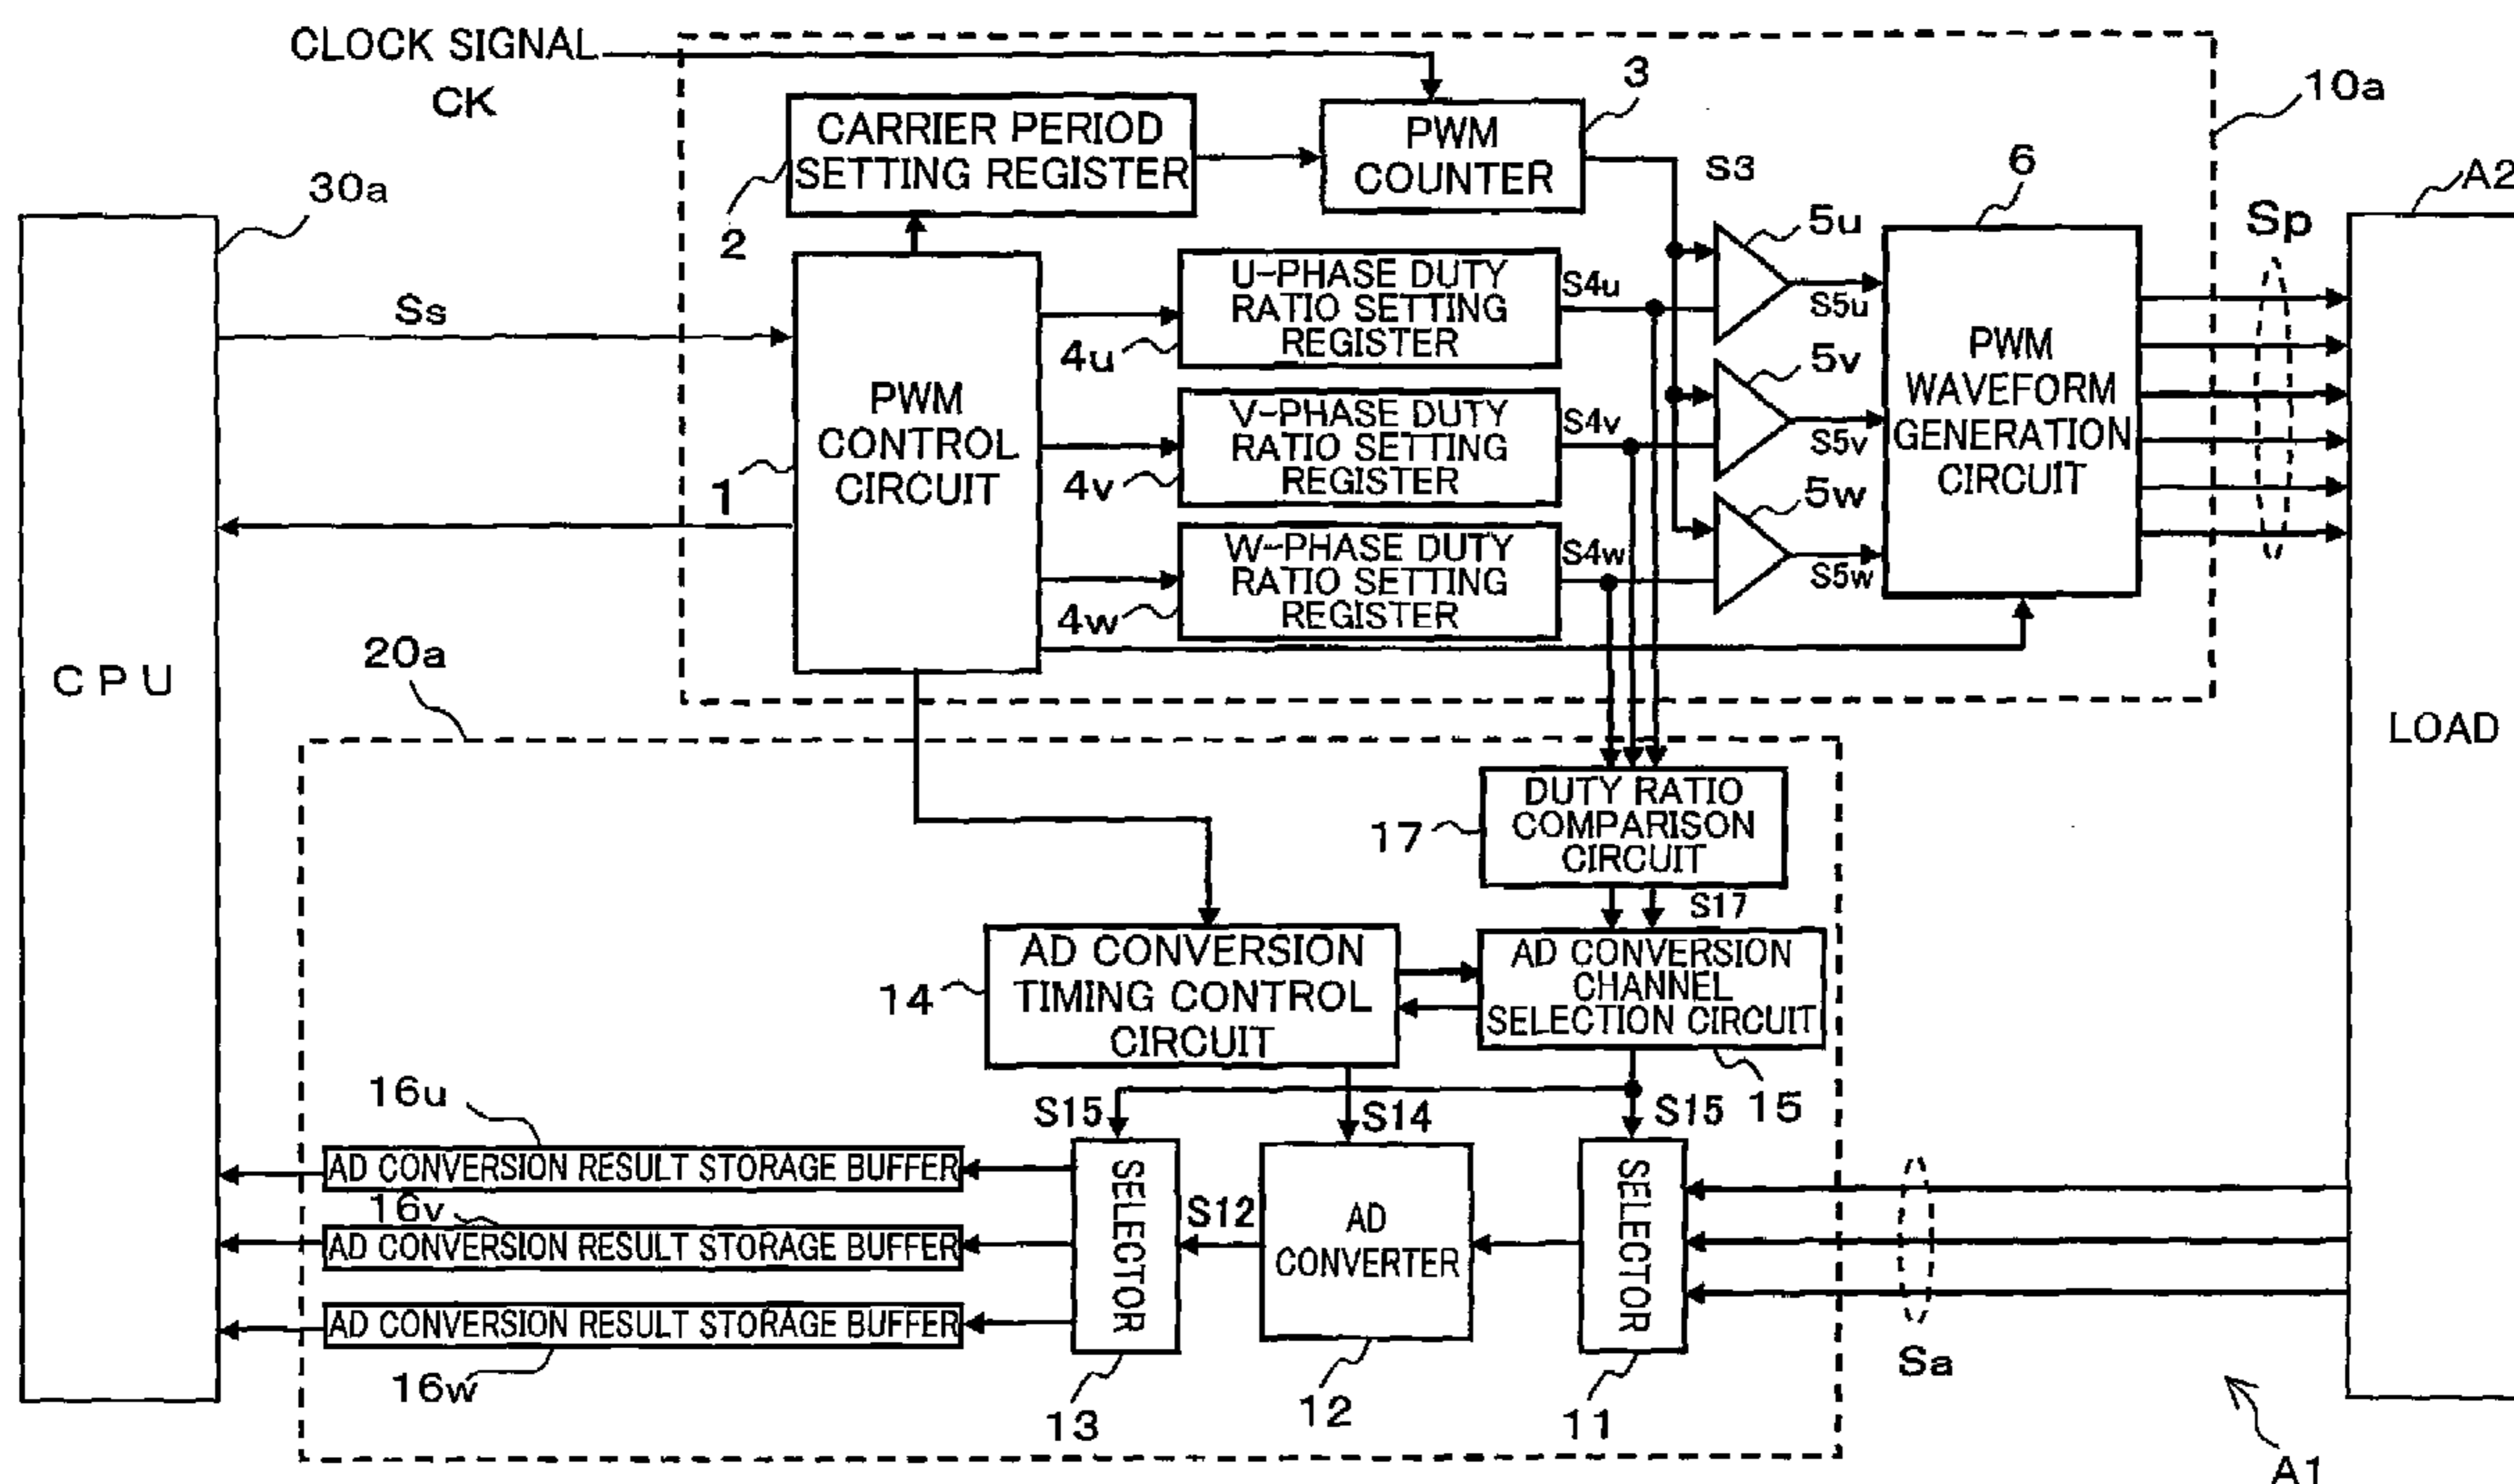 CLOCK SIGNAL
CK
3
10a
CARRIER PERIOD
SETTING REGISTER
PWM
COUNTER
S3
6
A2
30a
2
5u
Sp
U-PHASE DUTY
RATIO SETTING
REGISTER
S4u
S5u
Ss
4u
PWM
CONTROL
CIRCUIT
1
V-PHASE DUTY
RATIO SETTING
REGISTER
S4v
5v
S5v
4v
PWM
WAVEFORM
GENERATION
CIRCUIT
W-PHASE DUTY
RATIO SETTING
REGISTER
S4w
5w
S5w
4w
20a
CPU
LOAD
DUTY RATIO
COMPARISON
CIRCUIT
17
S17
AD CONVERSION
TIMING CONTROL
CIRCUIT
14
AD CONVERSION
CHANNEL
SELECTION CIRCUIT
15
16u
S15
S14
S15
AD CONVERSION RESULT STORAGE BUFFER
16v
AD CONVERSION RESULT STORAGE BUFFER
AD CONVERSION RESULT STORAGE BUFFER
16w
SELECTOR
S12
AD
CONVERTER
SELECTOR
Sa
13
12
11
A1